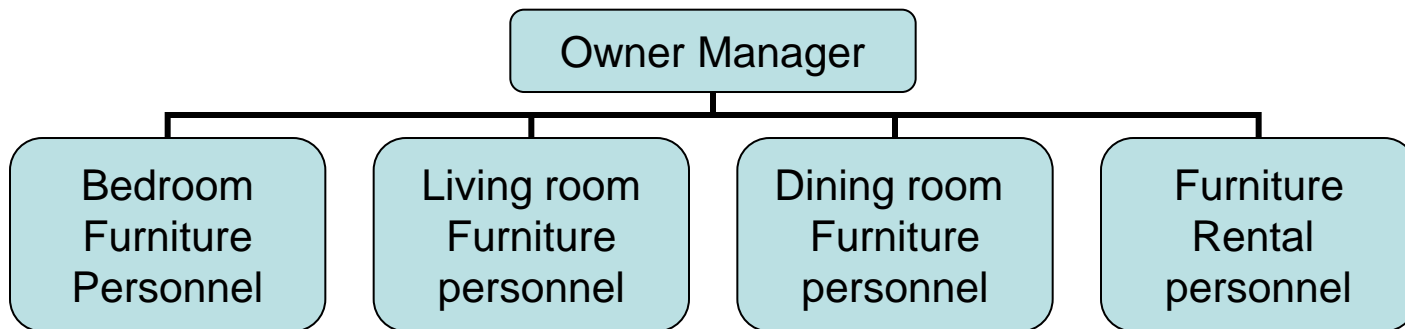 Owner Manager
Bedroom
Furniture
Personnel
Living room
Furniture
personnel
Dining room
Furniture
personnel
Furniture
Rental
personnel